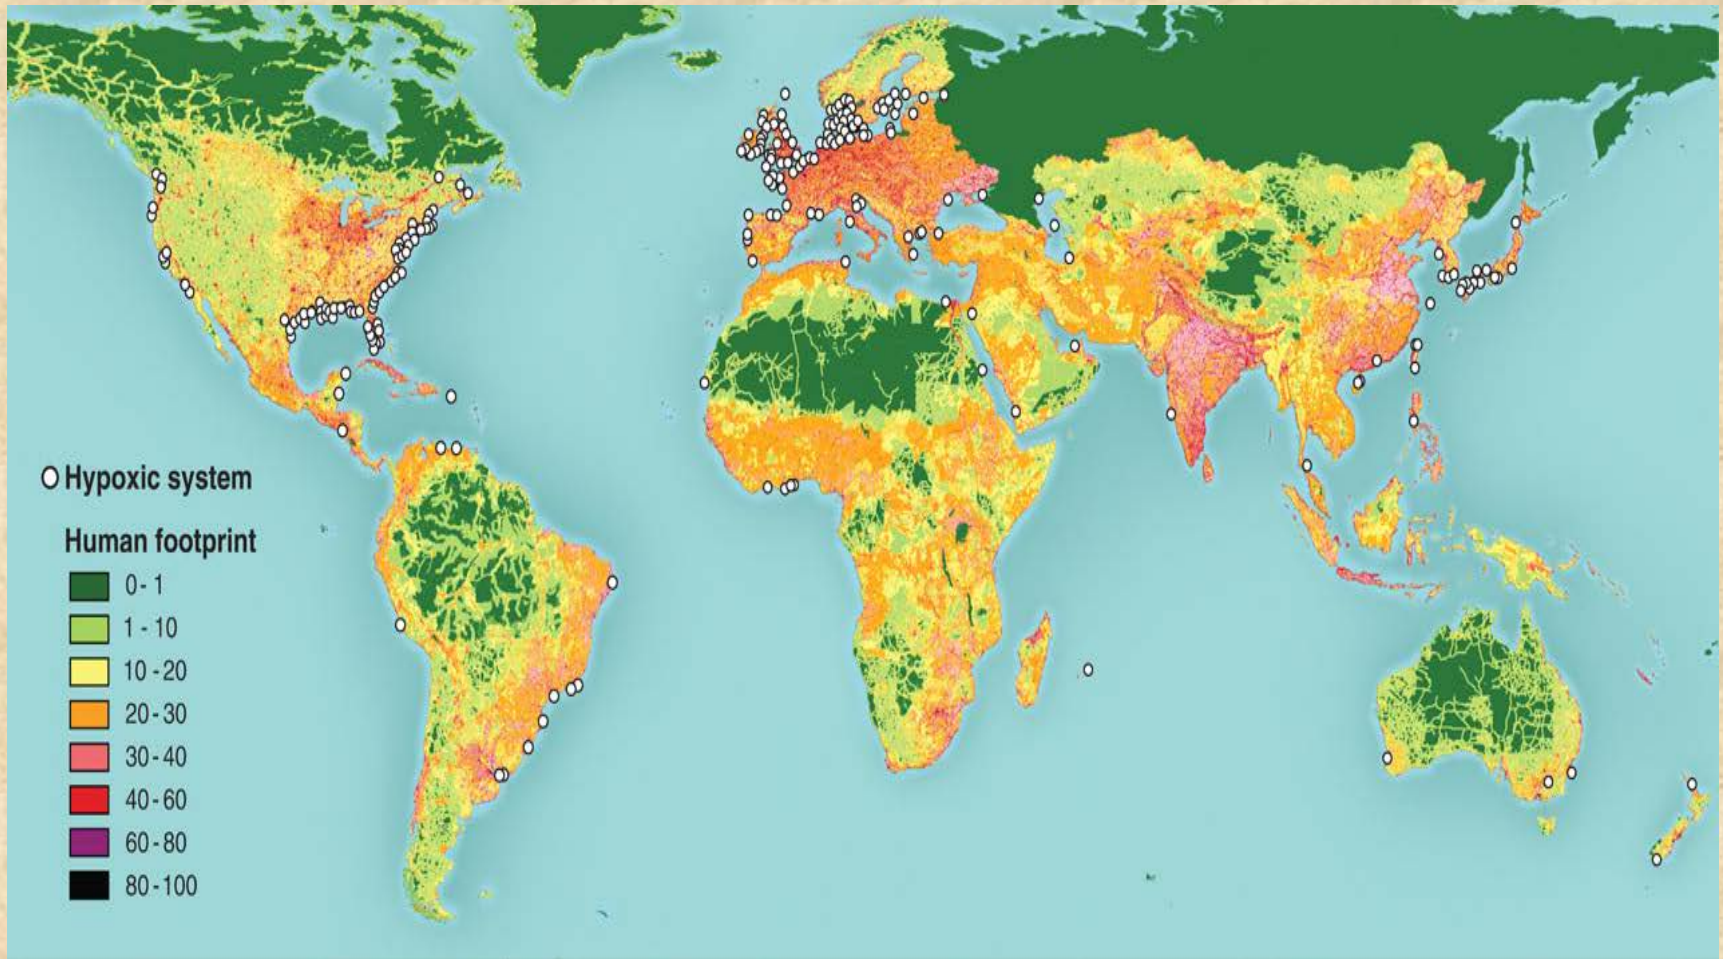 Hypoxic system
Human footprint
0 - 1
1 - 10
10 - 20
20 - 30
30 - 40
40 - 60
60 - 80
80 - 100